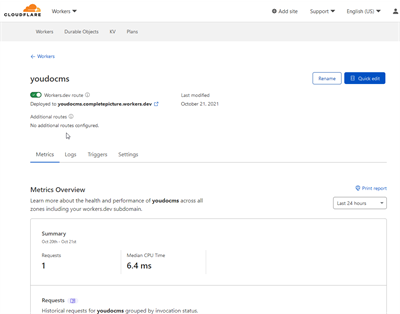 CLOUDFLARE
Workers
Add site
Support
English (US)
Workers
Durable Objects
KV
Plans
← Workers
youdocms
Rename
Quick edit
Workers.dev route
Last modified
Deployed to youdocms.completepicture.workers.dev
October 21, 2021
Additional routes
No additional routes configured.
Metrics
Logs
Triggers
Settings
Metrics Overview
Print report
Learn more about the health and performance of youdocms across all
zones including your workers.dev subdomain.
Last 24 hours
Summary
Oct 20th - Oct 21st
Requests
Median CPU Time
1
6.4 ms
Requests
Historical requests for youdocms grouped by invocation status.